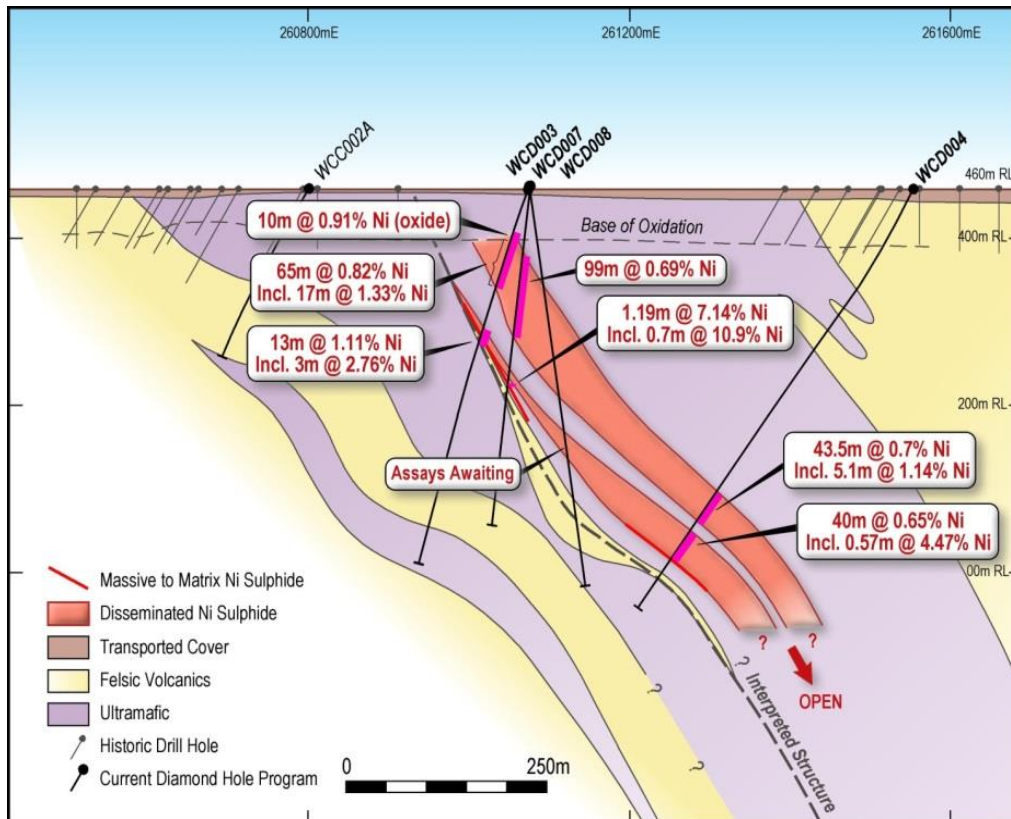 260800mE
261200mE
261600mE
WCC002A
WCD003
WCD007
WCD008
WCD004
460m RL
10m @ 0.91% Ni (oxide)
Base of Oxidation
400m RL
65m @ 0.82% Ni
Incl. 17m @ 1.33% Ni
99m @ 0.69% Ni
1.19m @ 7.14% Ni
Incl. 0.7m @ 10.9% Ni
13m @ 1.11% Ni
Incl. 3m @ 2.76% Ni
200m RL
Assays Awaiting
43.5m @ 0.7% Ni
Incl. 5.1m @ 1.14% Ni
40m @ 0.65% Ni
Incl. 0.57m @ 4.47% Ni
00m RL
Massive to Matrix Ni Sulphide
Disseminated Ni Sulphide
Transported Cover
Felsic Volcanics
Ultramafic
Historic Drill Hole
Current Diamond Hole Program
0
250m
?
?
OPEN
? Interpreted Structure
?
?